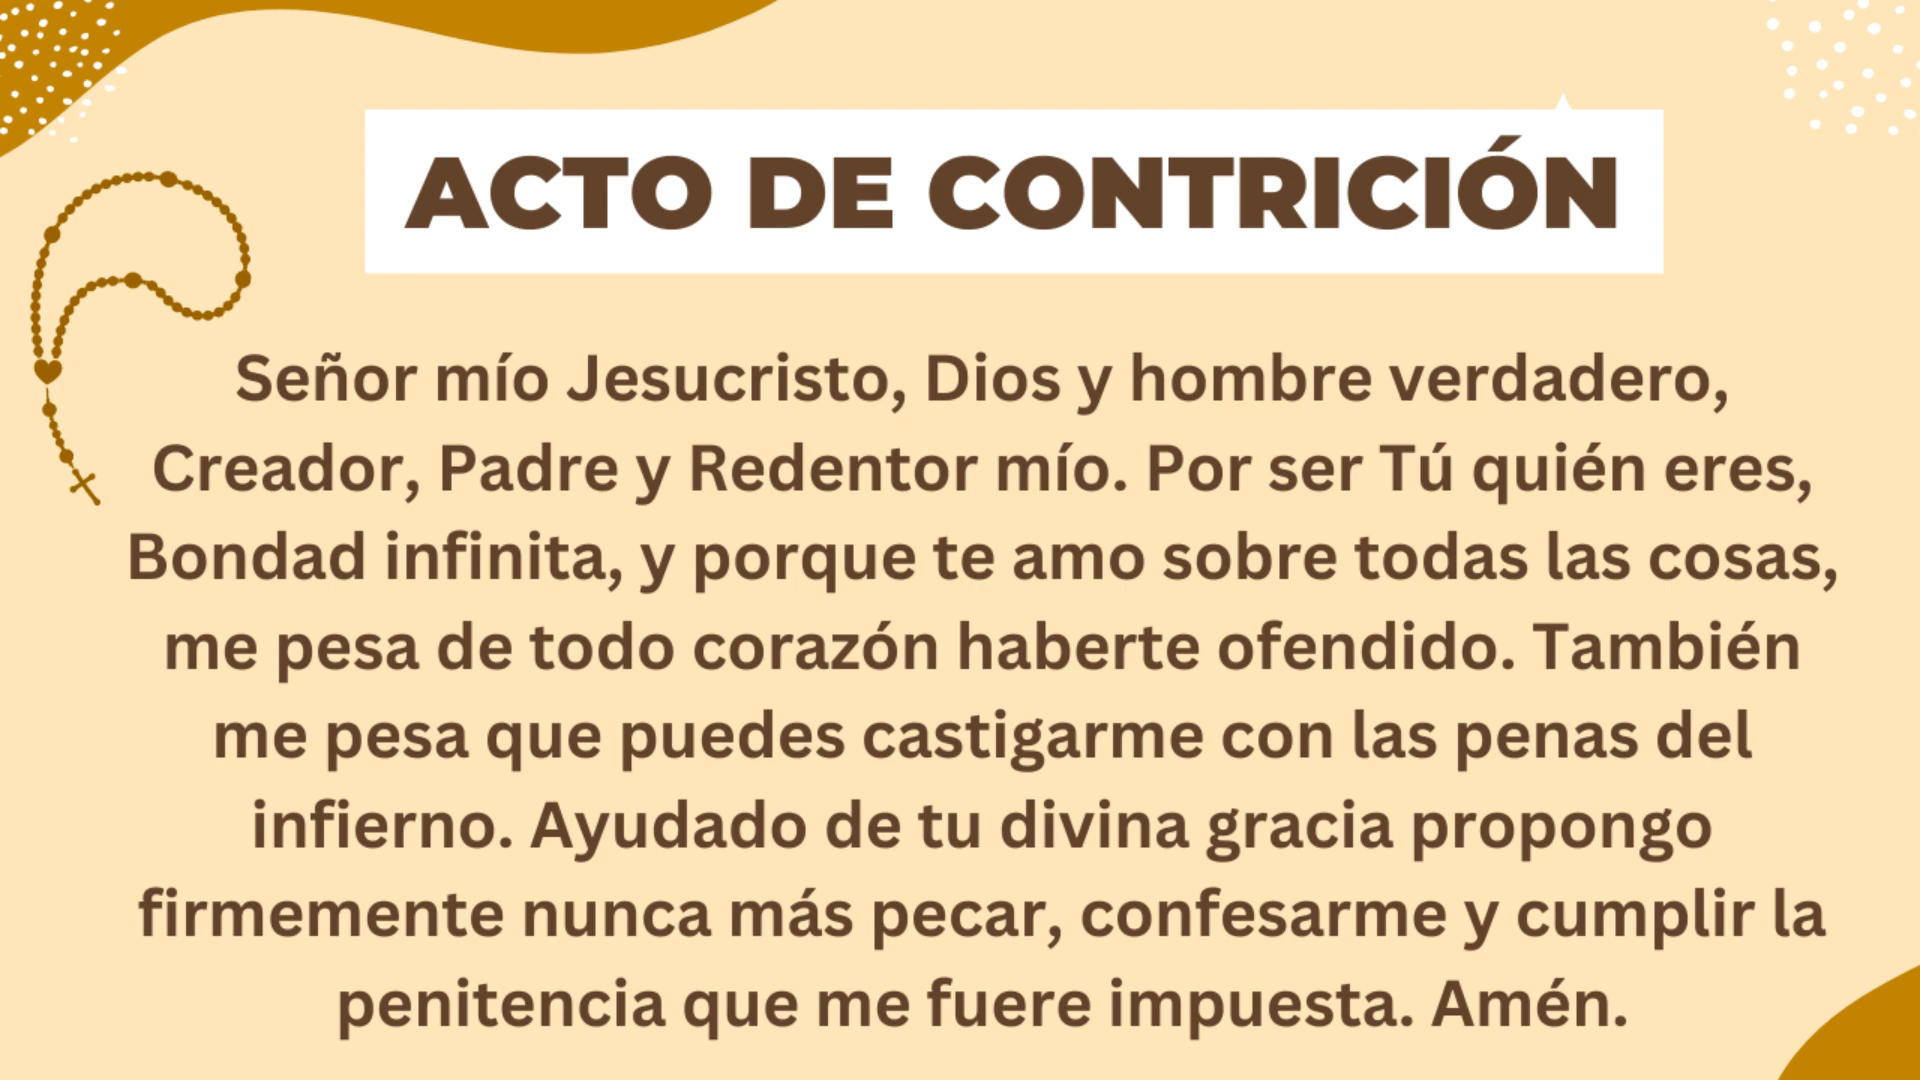 ACTO DE CONTRICIÓN
Señor mío Jesucristo, Dios y hombre verdadero,
Creador, Padre y Redentor mío. Por ser Tú quién eres,
Bondad infinita, y porque te amo sobre todas las cosas,
me pesa de todo corazón haberte ofendido. También
me pesa que puedes castigarme con las penas del
infierno. Ayudado de tu divina gracia propongo
firmemente nunca más pecar, confesarme y cumplir la
penitencia que me fuere impuesta. Amén.